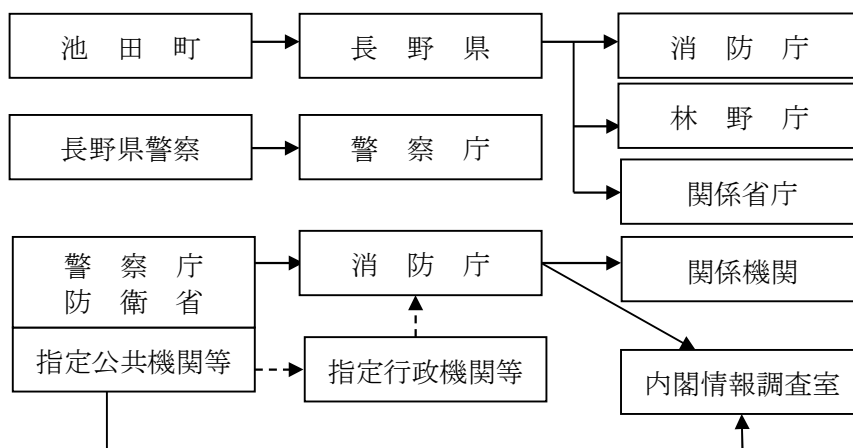 池田町
長野県
消防庁
林野庁
長野県警察
警察庁
関係省庁
警察庁
防衛省
消防庁
関係機関
指定公共機関等
指定行政機関等
内閣情報調査室